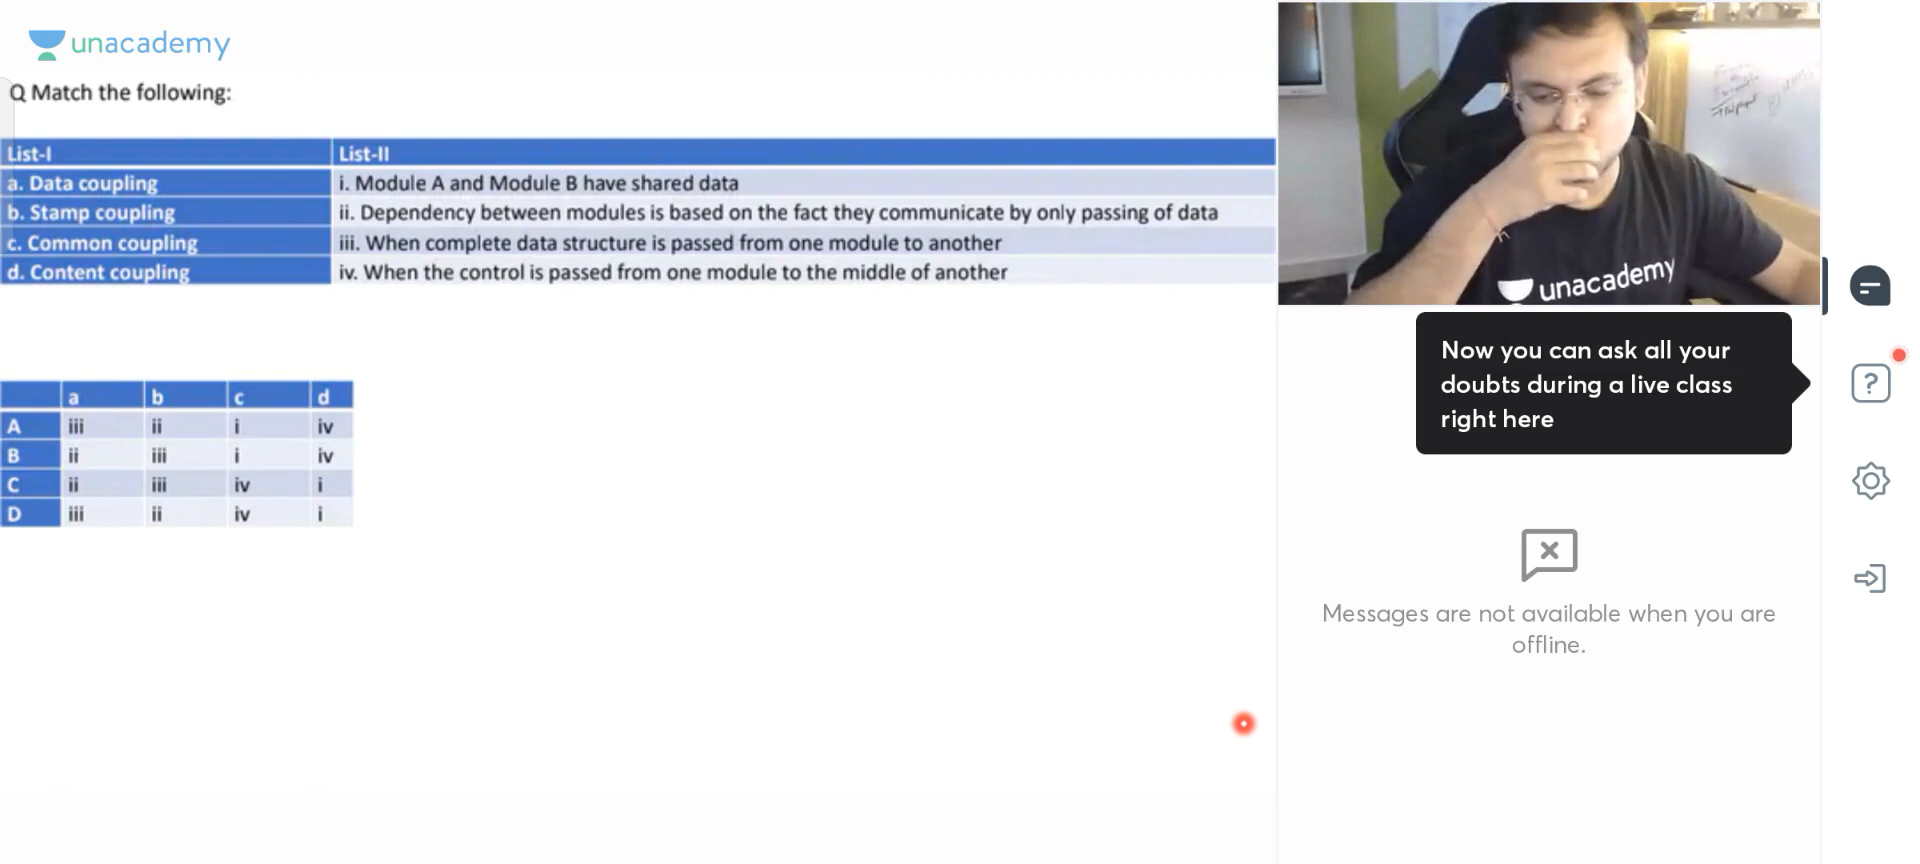 unacademy
Q Match the following:
List-I List-II
a. Data coupling i. Module A and Module B have shared data
b. Stamp coupling ii. Dependency between modules is based on the fact they communicate by only passing of data
c. Common coupling iii. When complete data structure is passed from one module to another
d. Content coupling iv. When the control is passed from one module to the middle of another
a b c d
A iii ii i iv
B ii iii i iv
C ii iii iv i
D iii ii iv i
unacademy
Now you can ask all your
doubts during a live class
right here
?
Messages are not available when you are
offline.